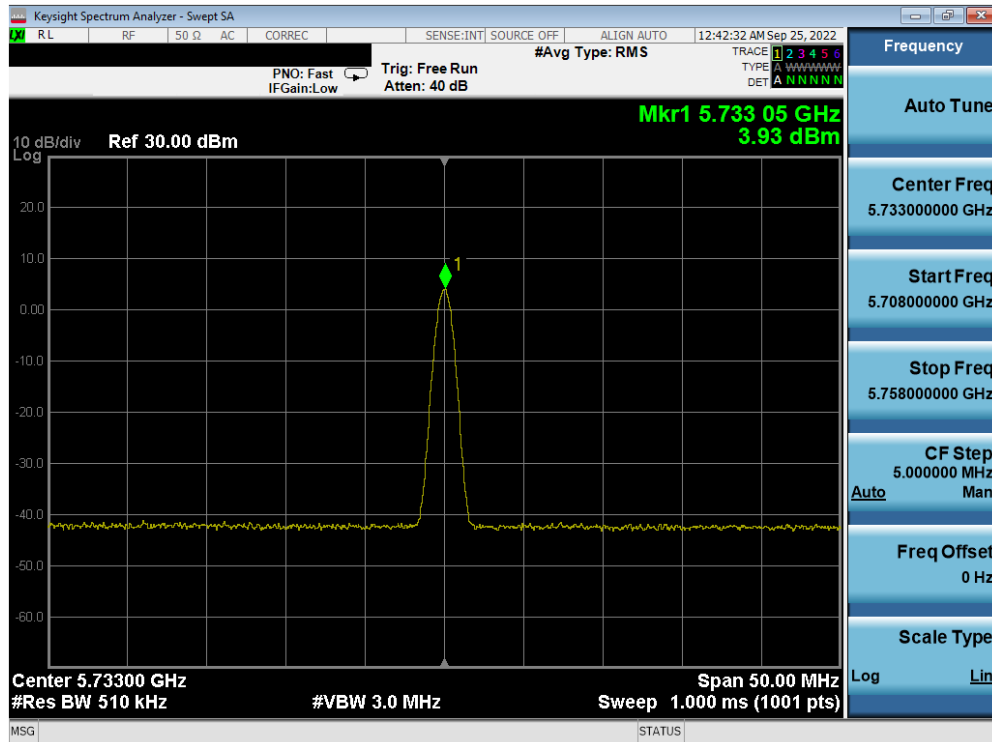 Keysight Spectrum Analyzer - Swept SA
LXI RL RF 50 Ω AC CORREC SENSE:INT SOURCE OFF ALIGN AUTO 12:42:32 AM Sep 25, 2022
#Avg Type: RMS
TRACE 1 2 3 4 5 6
PNO: Fast Trig: Free Run
TYPE A WWWWW
IFGain:Low Atten: 40 dB
DET A N N N N N
Mkr1 5.733 05 GHz
3.93 dBm
10 dB/div Ref 30.00 dBm
Log
20.0
10.0
1
0.00
-10.0
-20.0
-30.0
-40.0
-50.0
-60.0
Center 5.73300 GHz Span 50.00 MHz
#Res BW 510 kHz #VBW 3.0 MHz Sweep 1.000 ms (1001 pts)
MSG STATUS
Frequency
Auto Tune
Center Freq
5.733000000 GHz
Start Freq
5.708000000 GHz
Stop Freq
5.758000000 GHz
CF Step
5.000000 MHz
Auto Man
Freq Offset
0 Hz
Scale Type
Log Lin